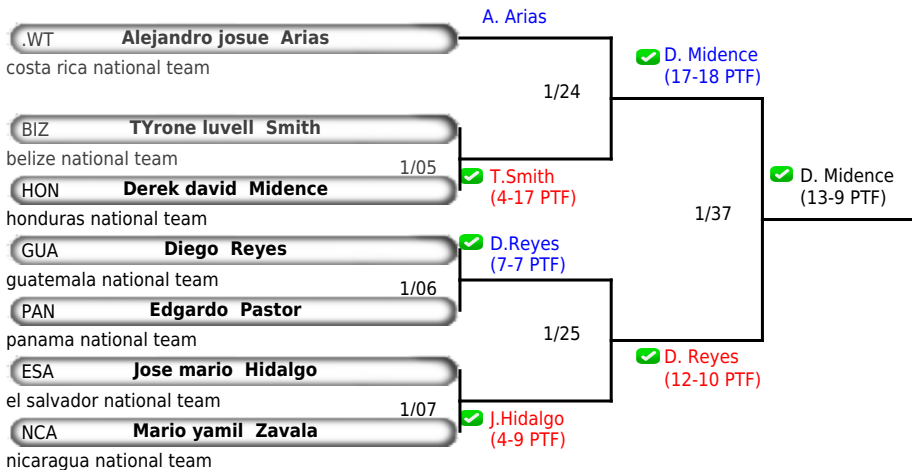 A. Arias
.WT Alejandro josue Arias
costa rica national team
D. Midence
(17-18 PTF)
1/24
BIZ TYrone luvell Smith
belize national team
1/05
T.Smith
(4-17 PTF)
HON Derek david Midence
honduras national team
D. Midence
(13-9 PTF)
1/37
GUA Diego Reyes
guatemala national team
D.Reyes
(7-7 PTF)
1/06
PAN Edgardo Pastor
panama national team
1/25
D. Reyes
(12-10 PTF)
ESA Jose mario Hidalgo
el salvador national team
1/07
J.Hidalgo
(4-9 PTF)
NCA Mario yamil Zavala
nicaragua national team